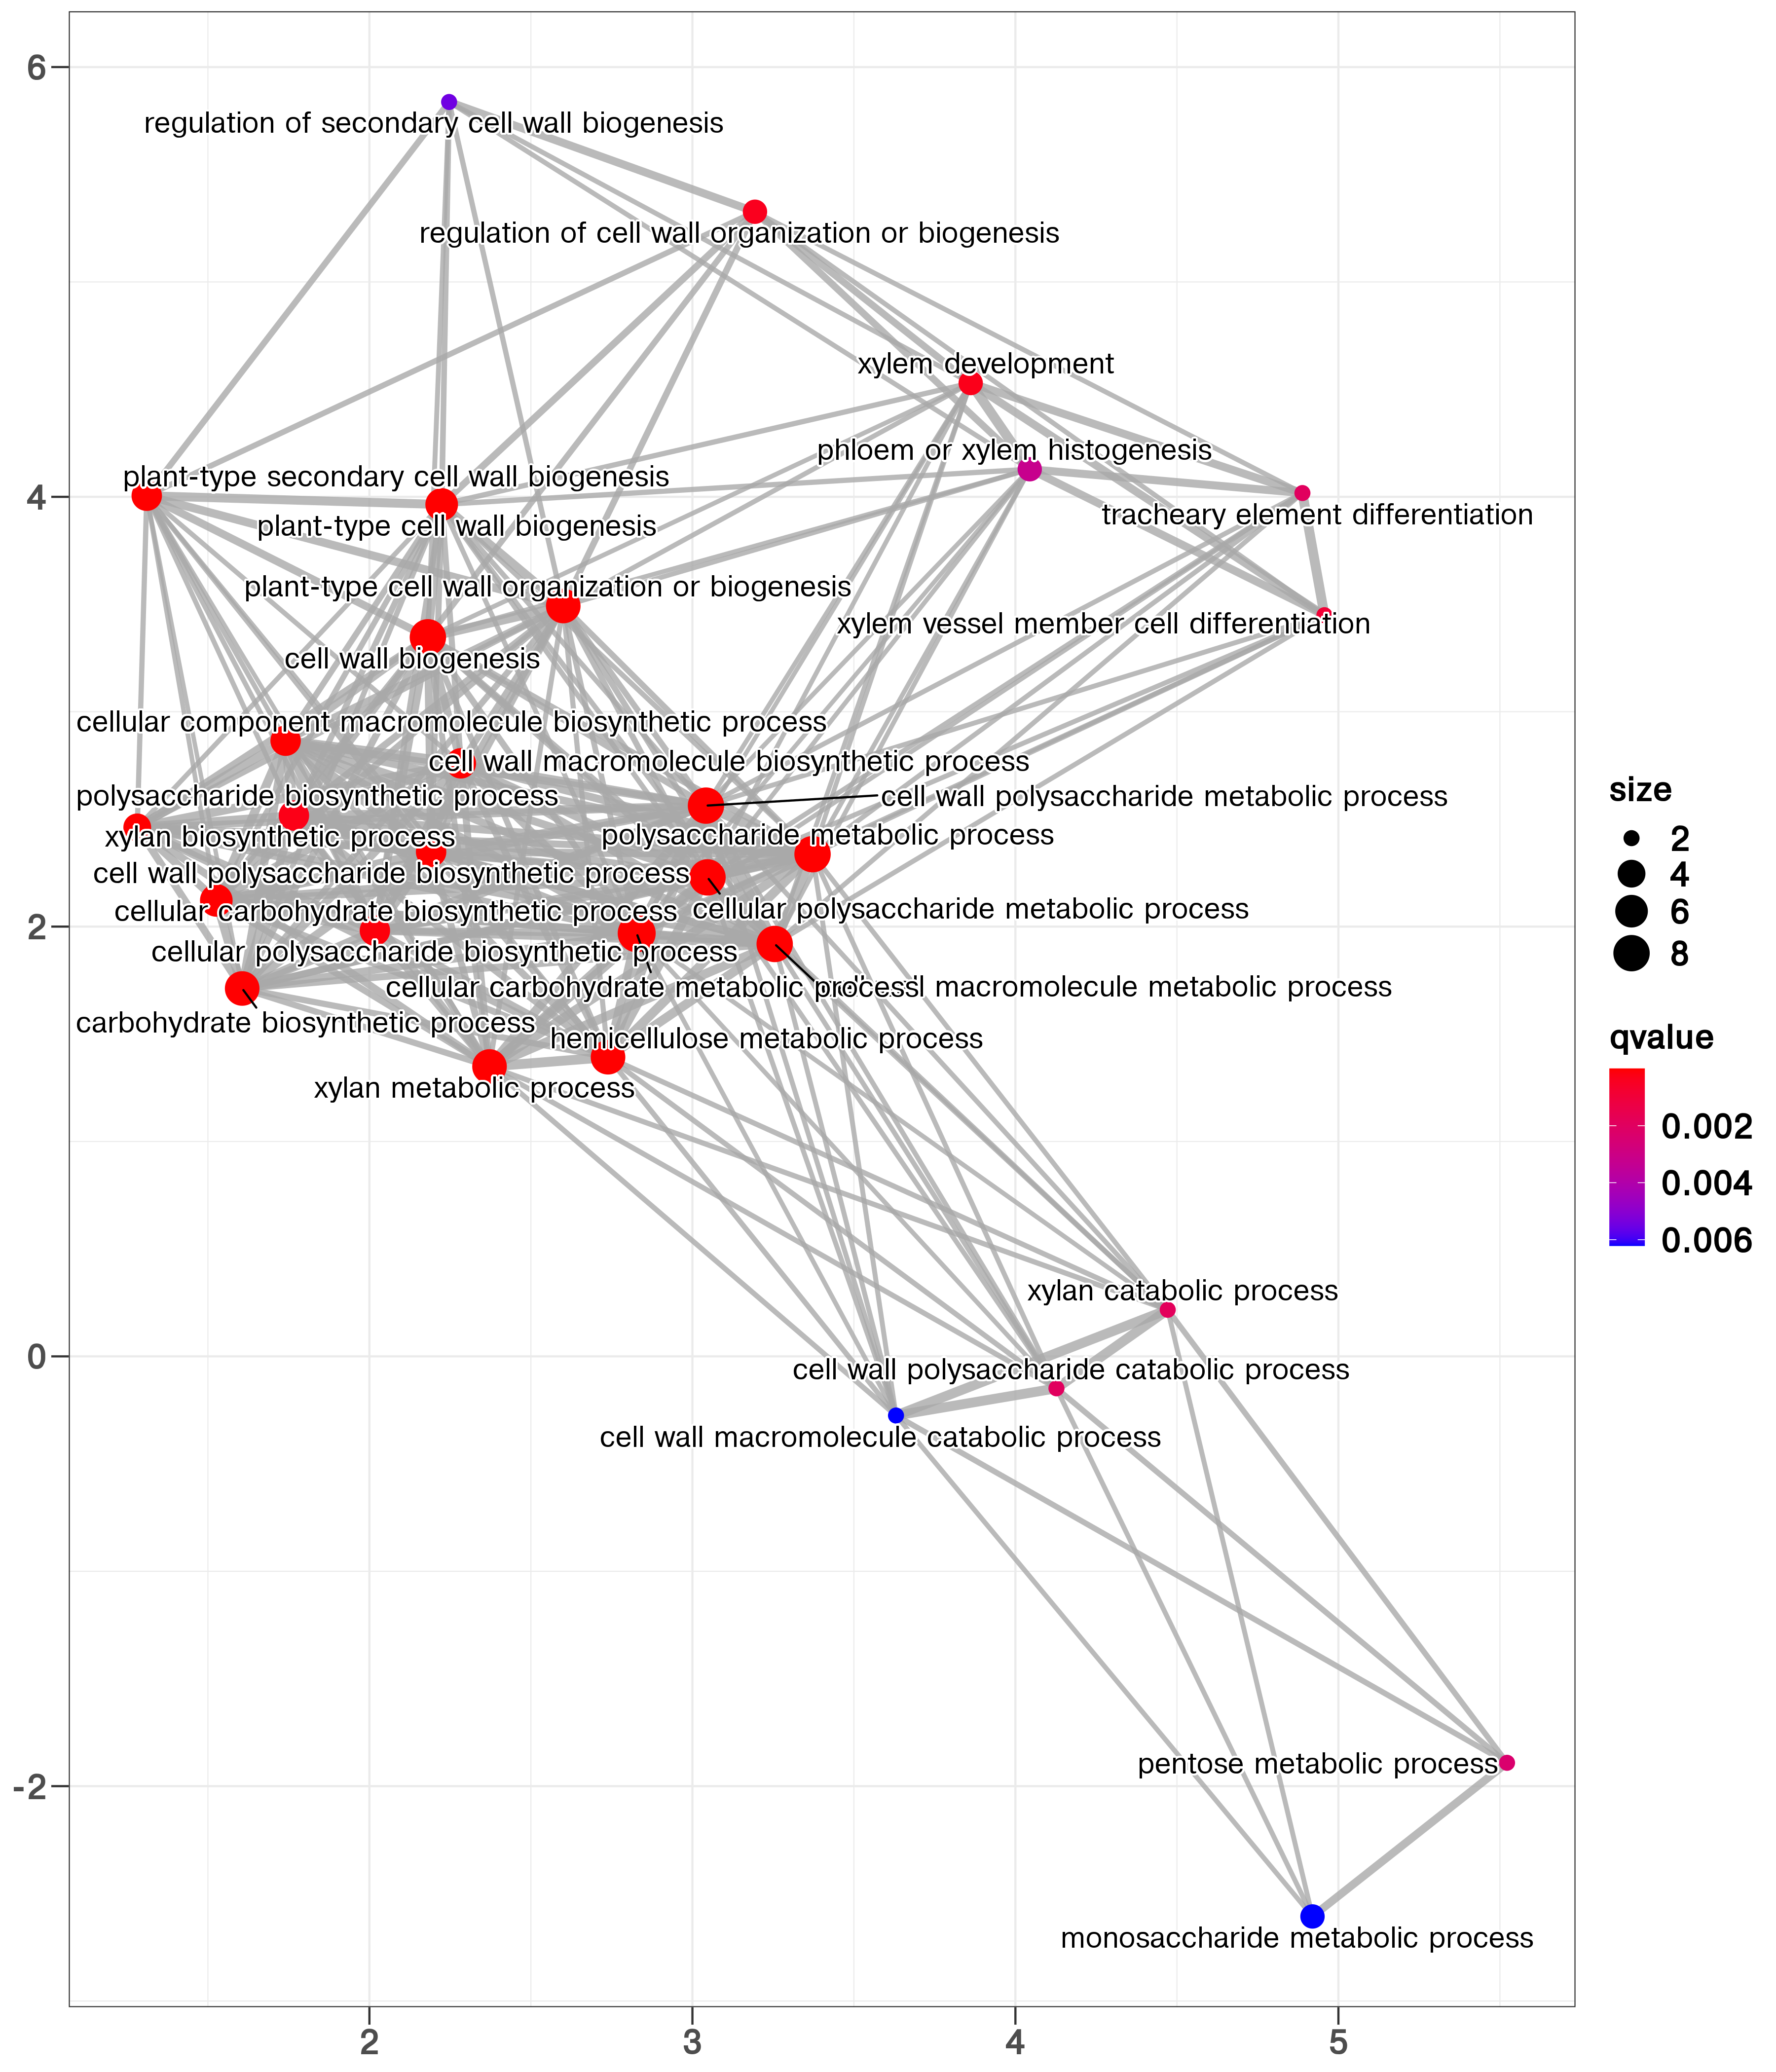 6
regulation of secondary cell wall biogenesis
regulation of cell wall organization or biogenesis
xylem development
phloem or xylem histogenesis
plant-type secondary cell wall biogenesis
4
tracheary element differentiation
plant-type cell wall biogenesis
plant-type cell wall organization or biogenesis
xylem vessel member cell differentiation
cell wall biogenesis
cellular component macromolecule biosynthetic process
cell wall macromolecule biosynthetic process
polysaccharide biosynthetic process
cell wall polysaccharide metabolic process
xylan biosynthetic process
polysaccharide metabolic process
cell wall polysaccharide biosynthetic process
cellular carbohydrate biosynthetic process
cellular polysaccharide metabolic process
2
cellular polysaccharide biosynthetic process
cellular carbohydrate metabolic process
macromolecule metabolic process
carbohydrate biosynthetic process
hemicellulose metabolic process
xylan metabolic process
xylan catabolic process
0
cell wall polysaccharide catabolic process
cell wall macromolecule catabolic process
pentose metabolic process
-2
monosaccharide metabolic process
2
3
4
5
size
2
4
6
8
qvalue
0.002
0.004
0.006